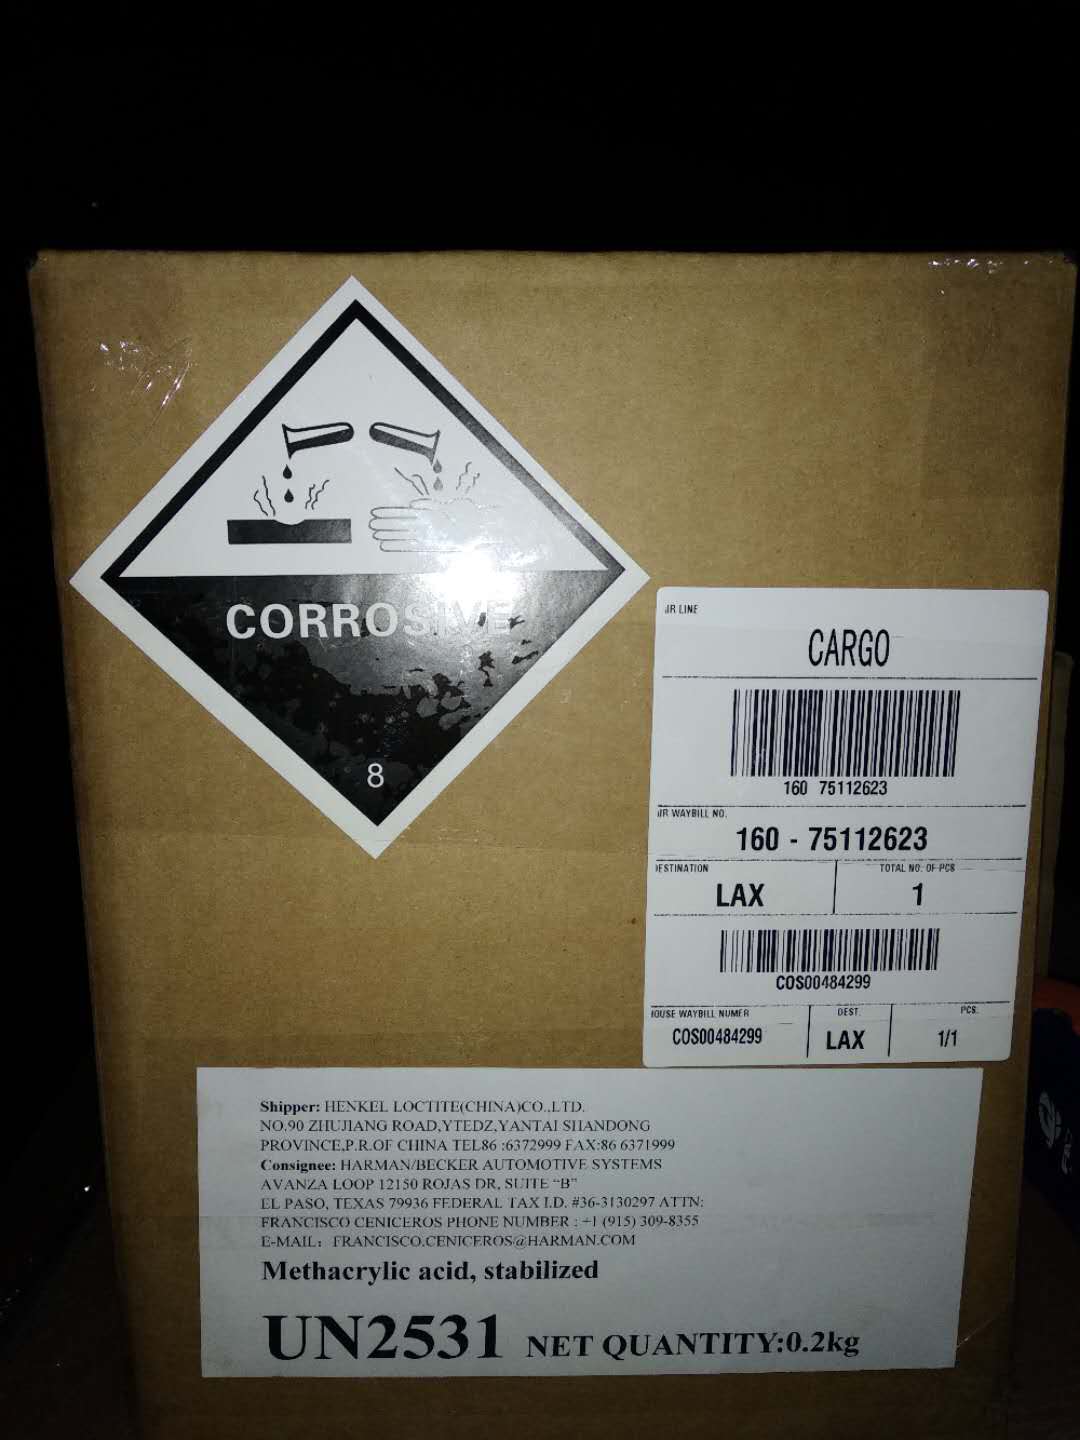 CORROSIVE
8
IR LINE
CARGO
160 75112623
IR WAYBILL NO.
160 - 75112623
DESTINATION
TOTAL NO. OF PCS
LAX
1
COS00484299
HOUSE WAYBILL NUMER
DEST.
PCS.
COS00484299
LAX
1/1
Shipper: HENKEL LOCTITE(CHINA)CO.,LTD.
NO.90 ZHUJIANG ROAD,YTEDZ,YANTAI SHANDONG
PROVINCE,P.R.OF CHINA TEL86 :6372999 FAX:86 6371999
Consignee: HARMAN/BECKER AUTOMOTIVE SYSTEMS
AVANZA LOOP 12150 ROJAS DR, SUITE “B”
EL PASO, TEXAS 79936 FEDERAL TAX I.D. #36-3130297 ATTN:
FRANCISCO CENICEROS PHONE NUMBER : +1 (915) 309-8355
E-MAIL： FRANCISCO.CENICEROS@HARMAN.COM
Methacrylic acid, stabilized
UN2531 NET QUANTITY:0.2kg